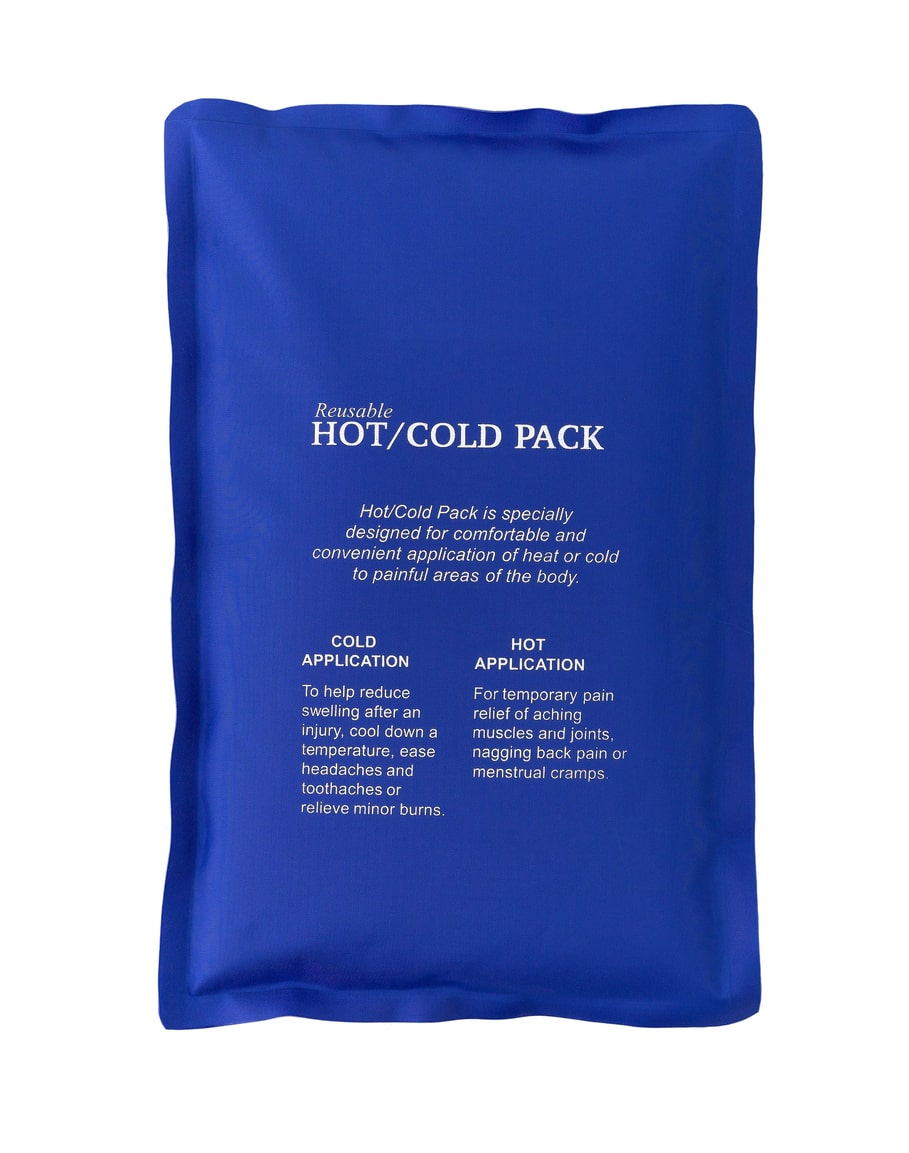 Reusable
HOT/COLD PACK
Hot/Cold Pack is specially
designed for comfortable and
convenient application of heat or cold
to painful areas of the body.
COLD
APPLICATION
To help reduce
swelling after an
injury, cool down a
temperature, ease
headaches and
toothaches or
relieve minor burns.
HOT
APPLICATION
For temporary pain
relief of aching
muscles and joints,
nagging back pain or
menstrual cramps.